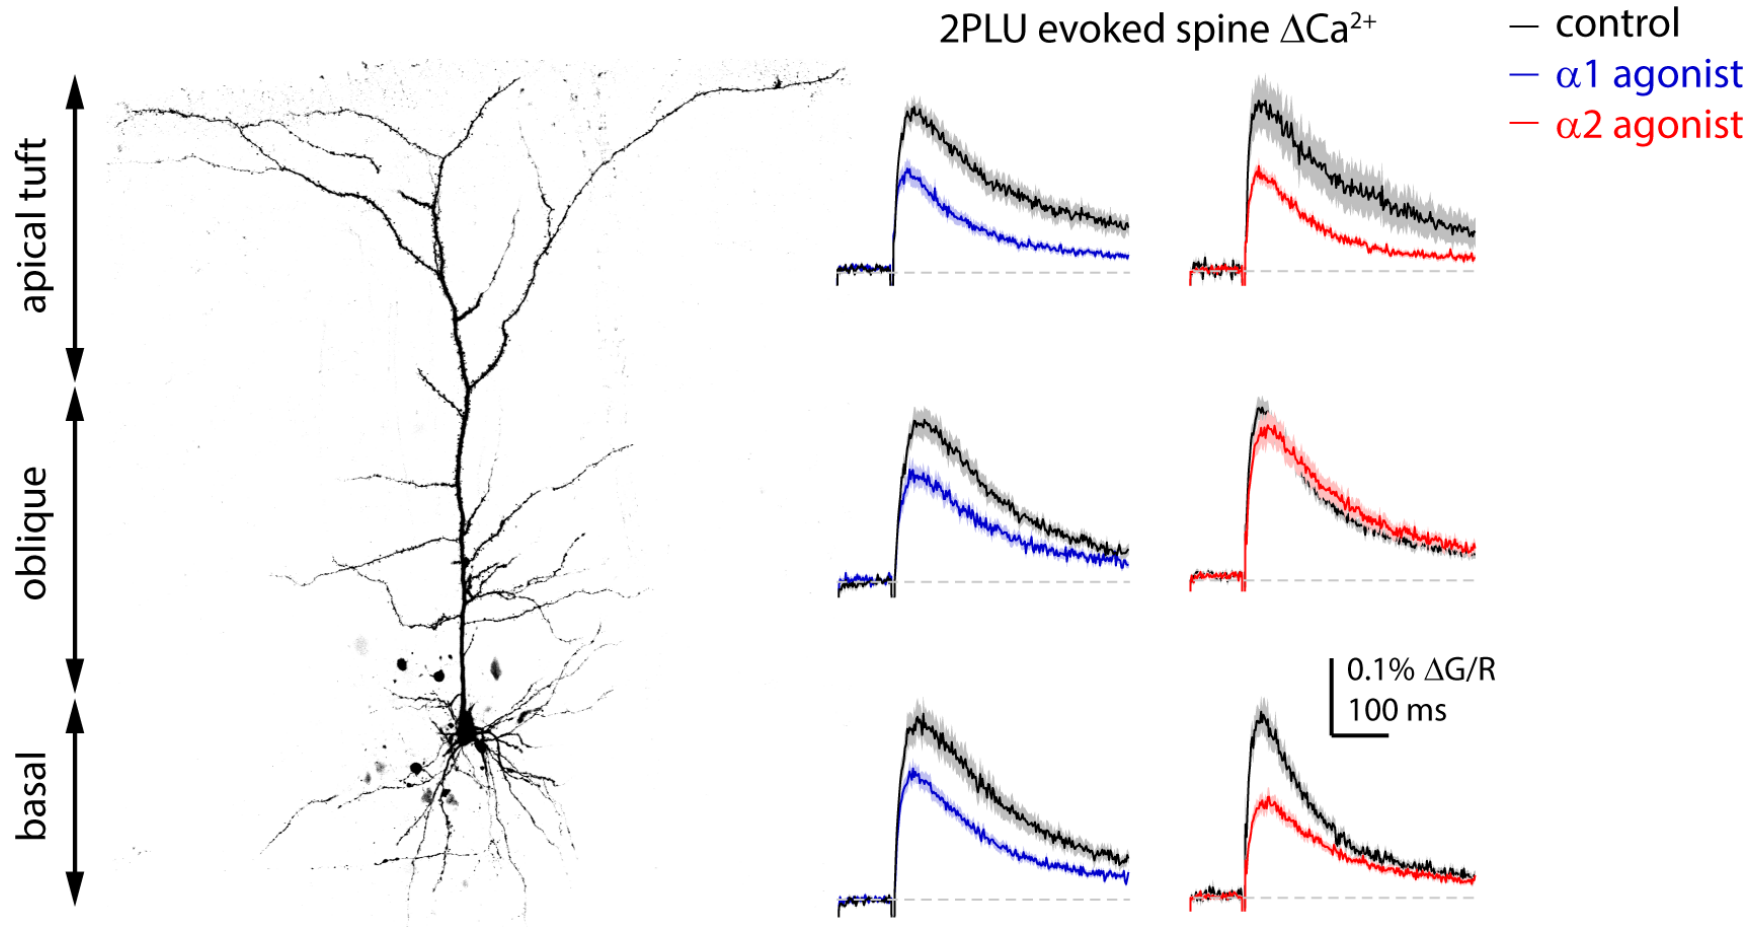 2PLU evoked spine ΔCa²⁺
control
α1 agonist
α2 agonist
apical tuft
oblique
basal
0.1% ΔG/R
100 ms